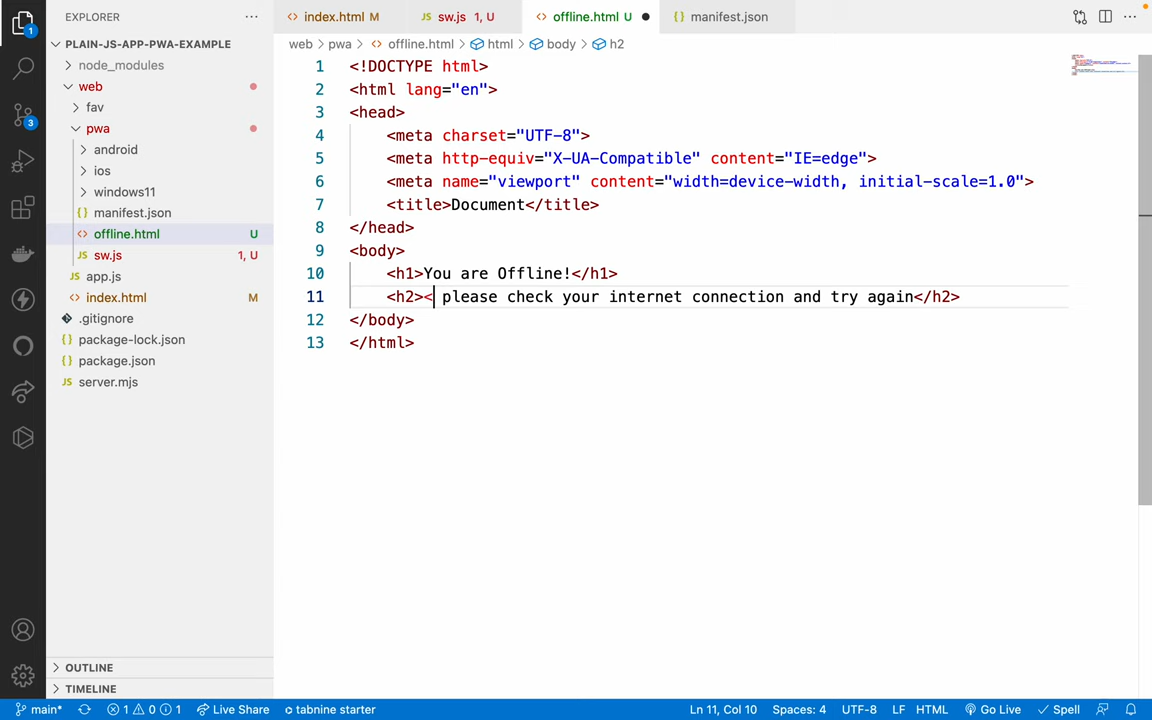 1
EXPLORER
...
index.html M
JS sw.js 1, U
offline.html U
{} manifest.json
...
PLAIN-JS-APP-PWA-EXAMPLE
web > pwa > <> offline.html > html > body > h2
node_modules
web
fav
pwa
android
ios
windows11
{} manifest.json
<> offline.html U
JS sw.js 1, U
JS app.js
<> index.html M
.gitignore
{} package-lock.json
{} package.json
JS server.mjs
3
1 <!DOCTYPE html>
2 <html lang="en">
3 <head>
4 <meta charset="UTF-8">
5 <meta http-equiv="X-UA-Compatible" content="IE=edge">
6 <meta name="viewport" content="width=device-width, initial-scale=1.0">
7 <title>Document</title>
8 </head>
9 <body>
10 <h1>You are Offline!</h1>
11 <h2>< please check your internet connection and try again</h2>
12 </body>
13 </html>
OUTLINE
TIMELINE
main* 1 0 1 Live Share tabnine starter Ln 11, Col 10 Spaces: 4 UTF-8 LF HTML Go Live Spell